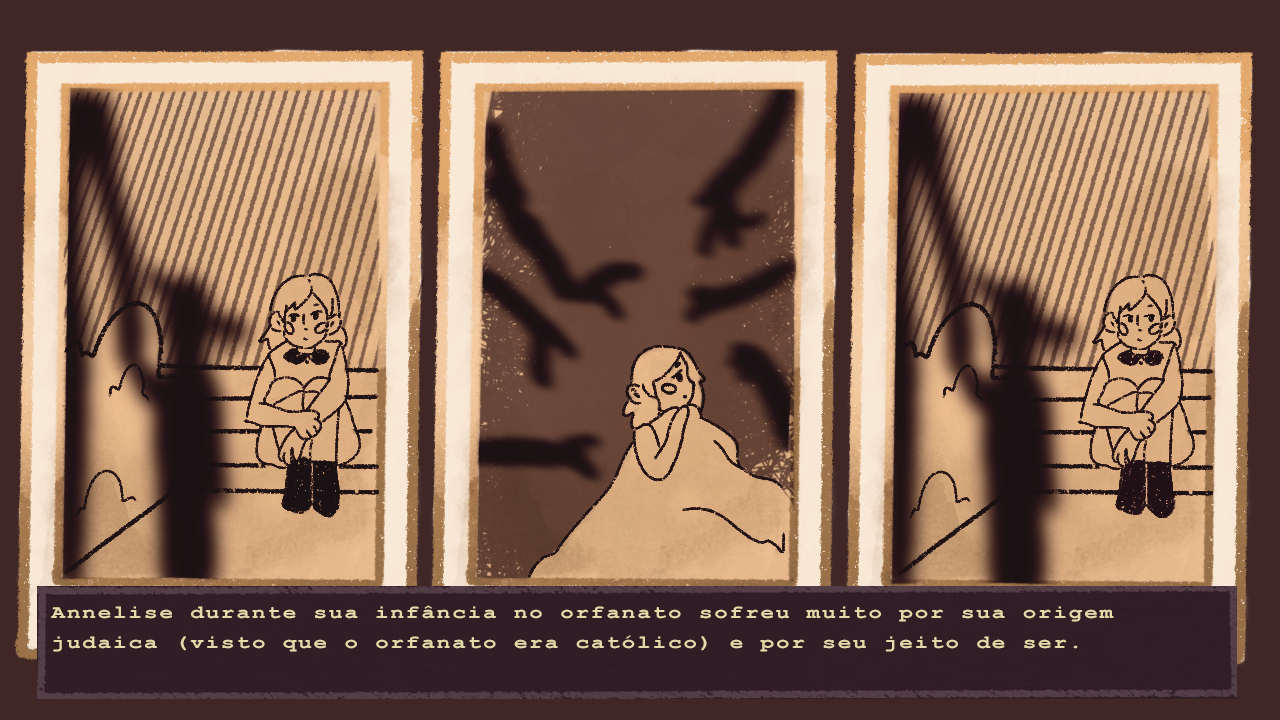 Annelise durante sua infância no orfanato sofreu muito por sua origem
judaica (visto que o orfanato era católico) e por seu jeito de ser.